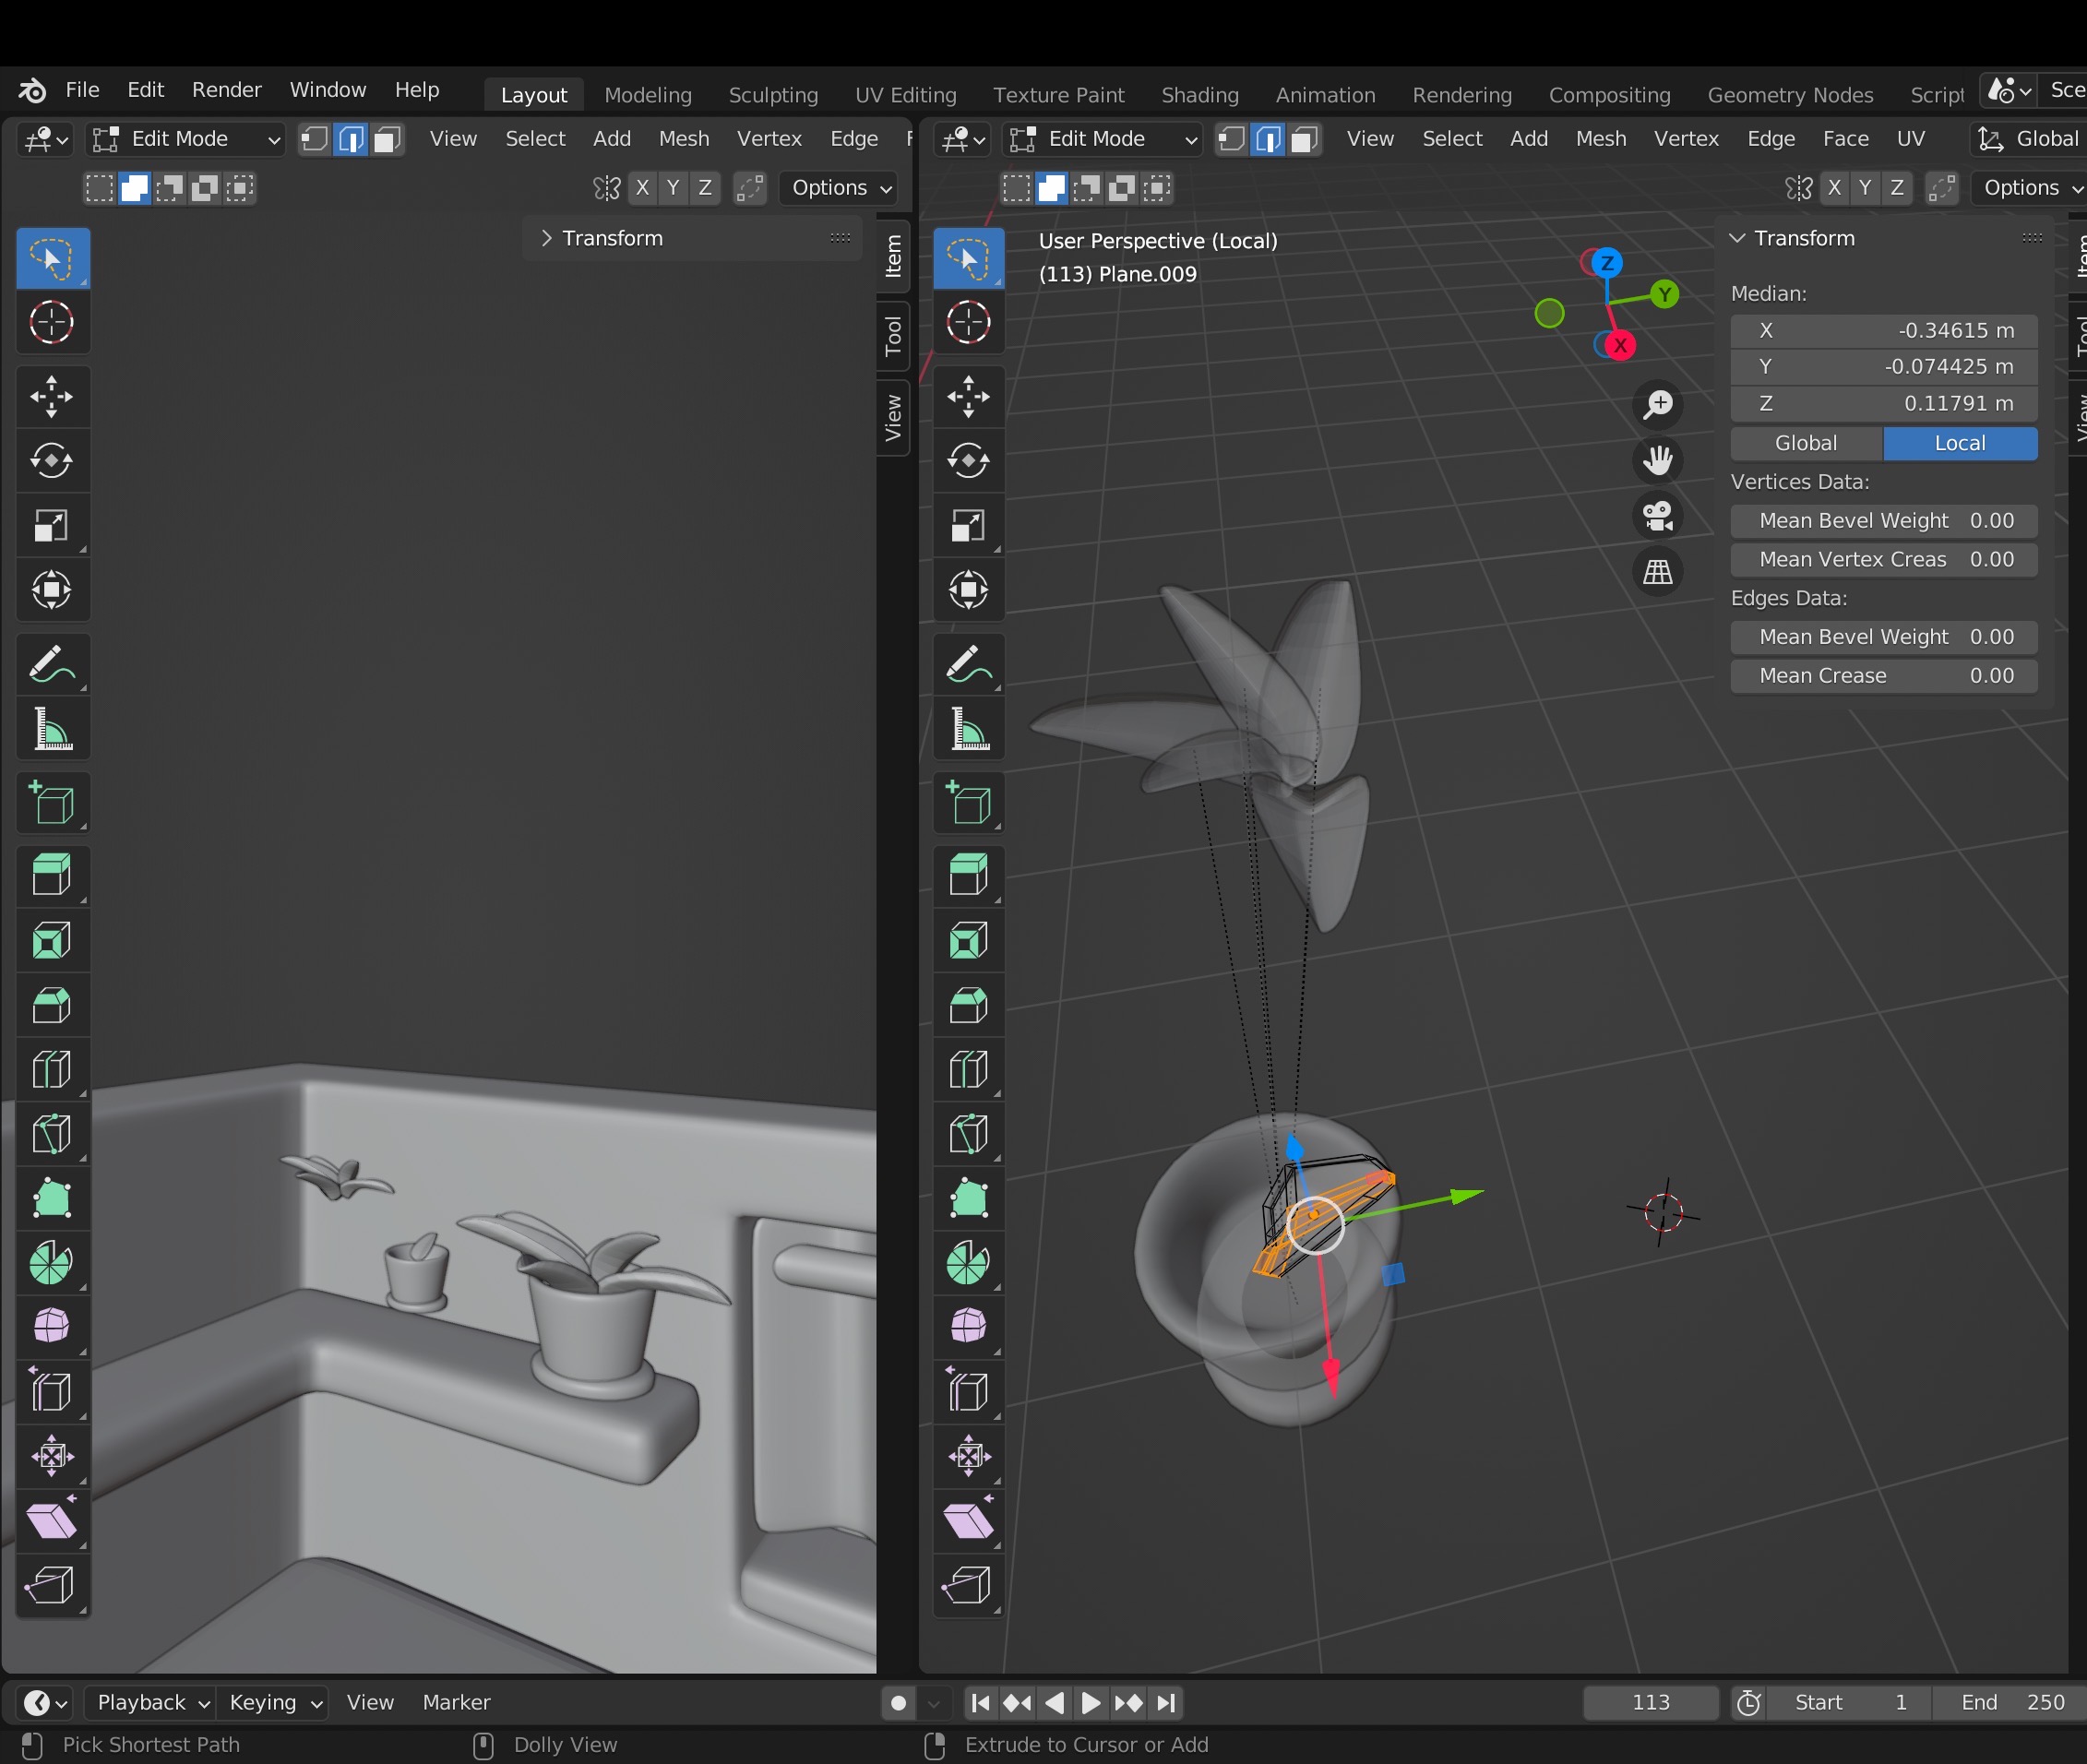 File Edit Render Window Help Layout Modeling Sculpting UV Editing Texture Paint Shading Animation Rendering Compositing Geometry Nodes Script Sce
Edit Mode View Select Add Mesh Vertex Edge F
X Y Z Options
Transform
Item
Tool
View
Edit Mode View Select Add Mesh Vertex Edge Face UV Global
X Y Z Options
User Perspective (Local)
(113) Plane.009
Z
Y
X
Transform
Median:
X -0.34615 m
Y -0.074425 m
Z 0.11791 m
Global Local
Vertices Data:
Mean Bevel Weight 0.00
Mean Vertex Creas 0.00
Edges Data:
Mean Bevel Weight 0.00
Mean Crease 0.00
Item
Tool
View
Playback Keying View Marker 113 Start 1 End 250
Pick Shortest Path Dolly View Extrude to Cursor or Add